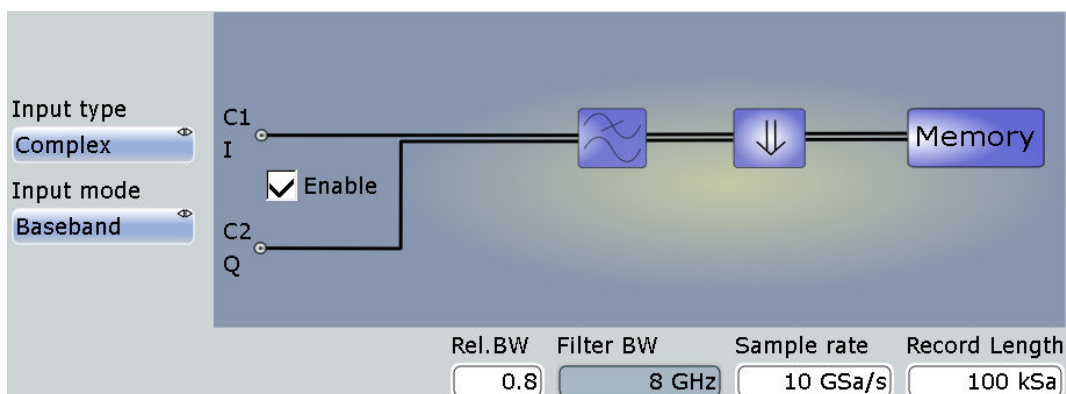 Input type
Complex
Input mode
Baseband
C1
I
Enable
C2
Q
Memory
Rel.BW
0.8
Filter BW
8 GHz
Sample rate
10 GSa/s
Record Length
100 kSa